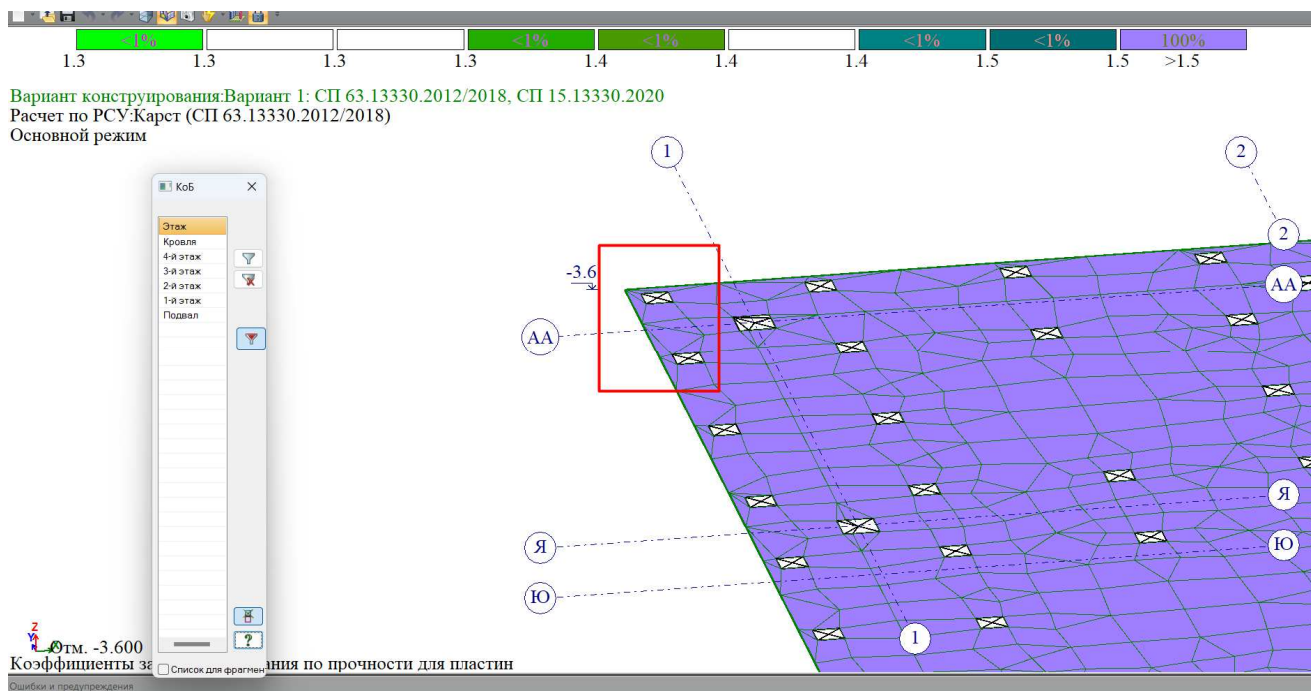 <1% <1% <1% <1% <1% 100%
1.3 1.3 1.3 1.3 1.4 1.4 1.4 1.5 1.5 >1.5
Вариант конструирования:Вариант 1: СП 63.13330.2012/2018, СП 15.13330.2020
Расчет по РСУ:Карст (СП 63.13330.2012/2018)
Основной режим
1
2
КоБ
Этаж
Кровля
4-й этаж
3-й этаж
2-й этаж
1-й этаж
Подвал
2
-3.6
АА
АА
Я
Я
Ю
Ю
1
?
Z
Y
X
Отм. -3.600
Список для фрагмен
Коэффициенты за ания по прочности для пластин
Ошибки и предупреждения